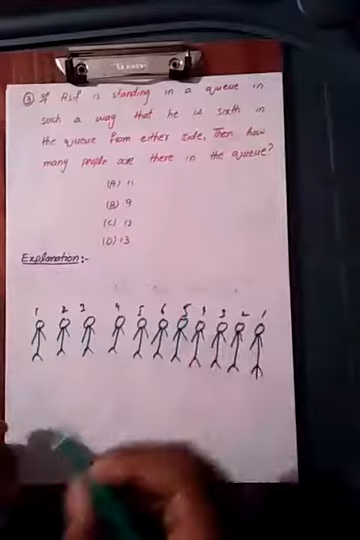 ③ If Asif is standing in a queue in
such a way that he is sixth in
the queue from either side, Then how
many people are there in the queue?
(A) 11
(B) 9
(C) 12
(D) 13
Explanation:-
1 2 3 4 5 6 5 4 3 2 1